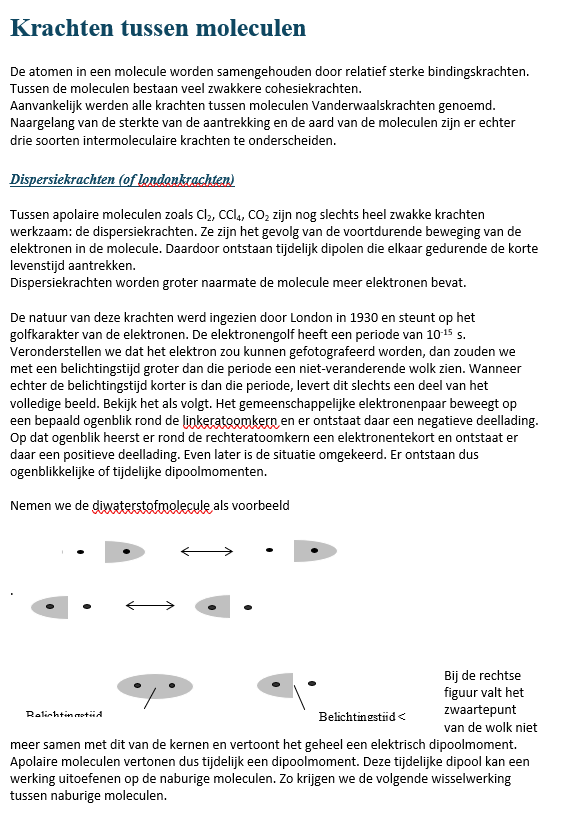 Krachten tussen moleculen
De atomen in een molecule worden samengehouden door relatief sterke bindingskrachten.
Tussen de moleculen bestaan veel zwakkere cohesiekrachten.
Aanvankelijk werden alle krachten tussen moleculen Vanderwaalskrachten genoemd.
Naargelang van de sterkte van de aantrekking en de aard van de moleculen zijn er echter
drie soorten intermoleculaire krachten te onderscheiden.
Dispersiekrachten (of londonkrachten)
Tussen apolaire moleculen zoals Cl₂, CCl₄, CO₂ zijn nog slechts heel zwakke krachten
werkzaam: de dispersiekrachten. Ze zijn het gevolg van de voortdurende beweging van de
elektronen in de molecule. Daardoor ontstaan tijdelijk dipolen die elkaar gedurende de korte
levenstijd aantrekken.
Dispersiekrachten worden groter naarmate de molecule meer elektronen bevat.
De natuur van deze krachten werd ingezien door London in 1930 en steunt op het
golfkarakter van de elektronen. De elektronengolf heeft een periode van 10⁻¹⁵ s.
Veronderstellen we dat het elektron zou kunnen gefotografeerd worden, dan zouden we
met een belichtingstijd groter dan die periode een niet-veranderende wolk zien. Wanneer
echter de belichtingstijd korter is dan die periode, levert dit slechts een deel van het
volledige beeld. Bekijk het als volgt. Het gemeenschappelijke elektronenpaar beweegt op
een bepaald ogenblik rond de linkeratoomkern en er ontstaat daar een negatieve deellading.
Op dat ogenblik heerst er rond de rechteratoomkern een elektronentekort en ontstaat er
daar een positieve deellading. Even later is de situatie omgekeerd. Er ontstaan dus
ogenblikkelijke of tijdelijke dipoolmomenten.
Nemen we de diwaterstofmolecule als voorbeeld
Belichtingstijd
Belichtingstijd <
Bij de rechtse
figuur valt het
zwaartepunt
van de wolk niet
meer samen met dit van de kernen en vertoont het geheel een elektrisch dipoolmoment.
Apolaire moleculen vertonen dus tijdelijk een dipoolmoment. Deze tijdelijke dipool kan een
werking uitoefenen op de naburige moleculen. Zo krijgen we de volgende wisselwerking
tussen naburige moleculen.